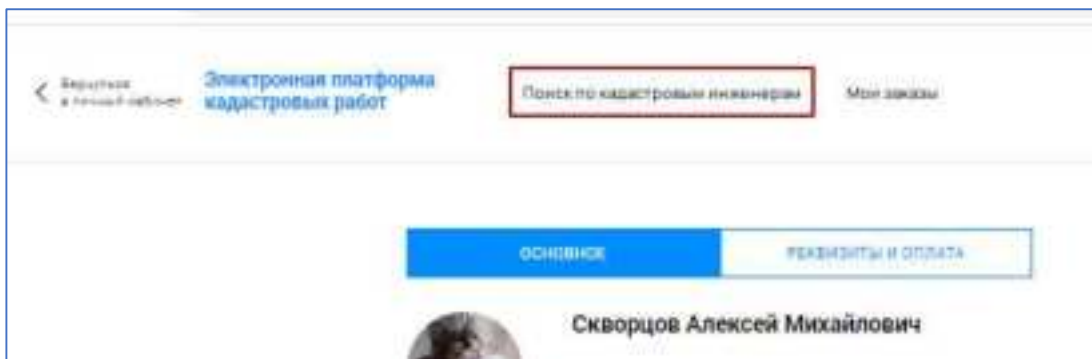 Вернуться
в личный кабинет
Электронная платформа
кадастровых работ
Поиск по кадастровым инженерам
Мои заказы
ОСНОВНОЕ
РЕКВИЗИТЫ И ОПЛАТА
Скворцов Алексей Михайлович